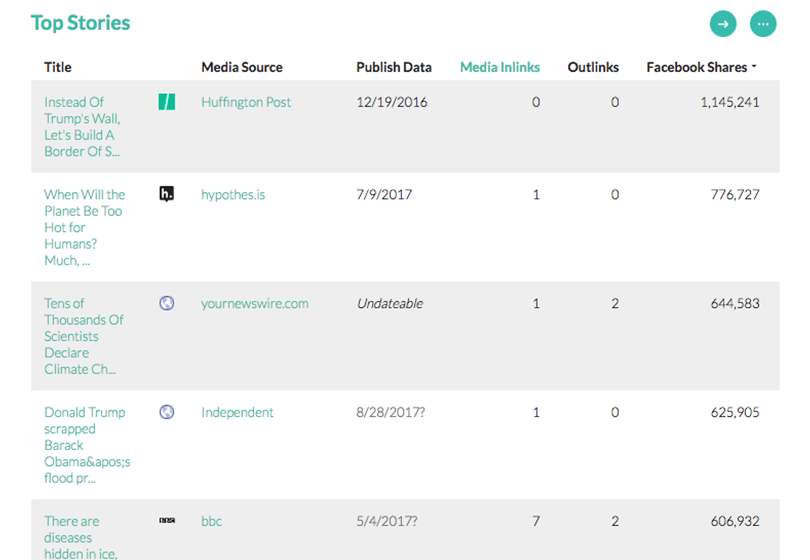 Top Stories
Title Media Source Publish Data Media Inlinks Outlinks Facebook Shares
Instead Of Huffington Post 12/19/2016 0 0 1,145,241
Trump's Wall,
Let's Build A
Border Of S...
When Will the h. hypothes.is 7/9/2017 1 0 776,727
Planet Be Too
Hot for
Humans?
Much, ...
Tens of yournewswire.com Undateable 1 2 644,583
Thousands Of
Scientists
Declare
Climate Ch...
Donald Trump Independent 8/28/2017? 1 0 625,905
scrapped
Barack
Obama&apos;s
flood pr...
There are BBC bbc 5/4/2017? 7 2 606,932
diseases
hidden in ice,